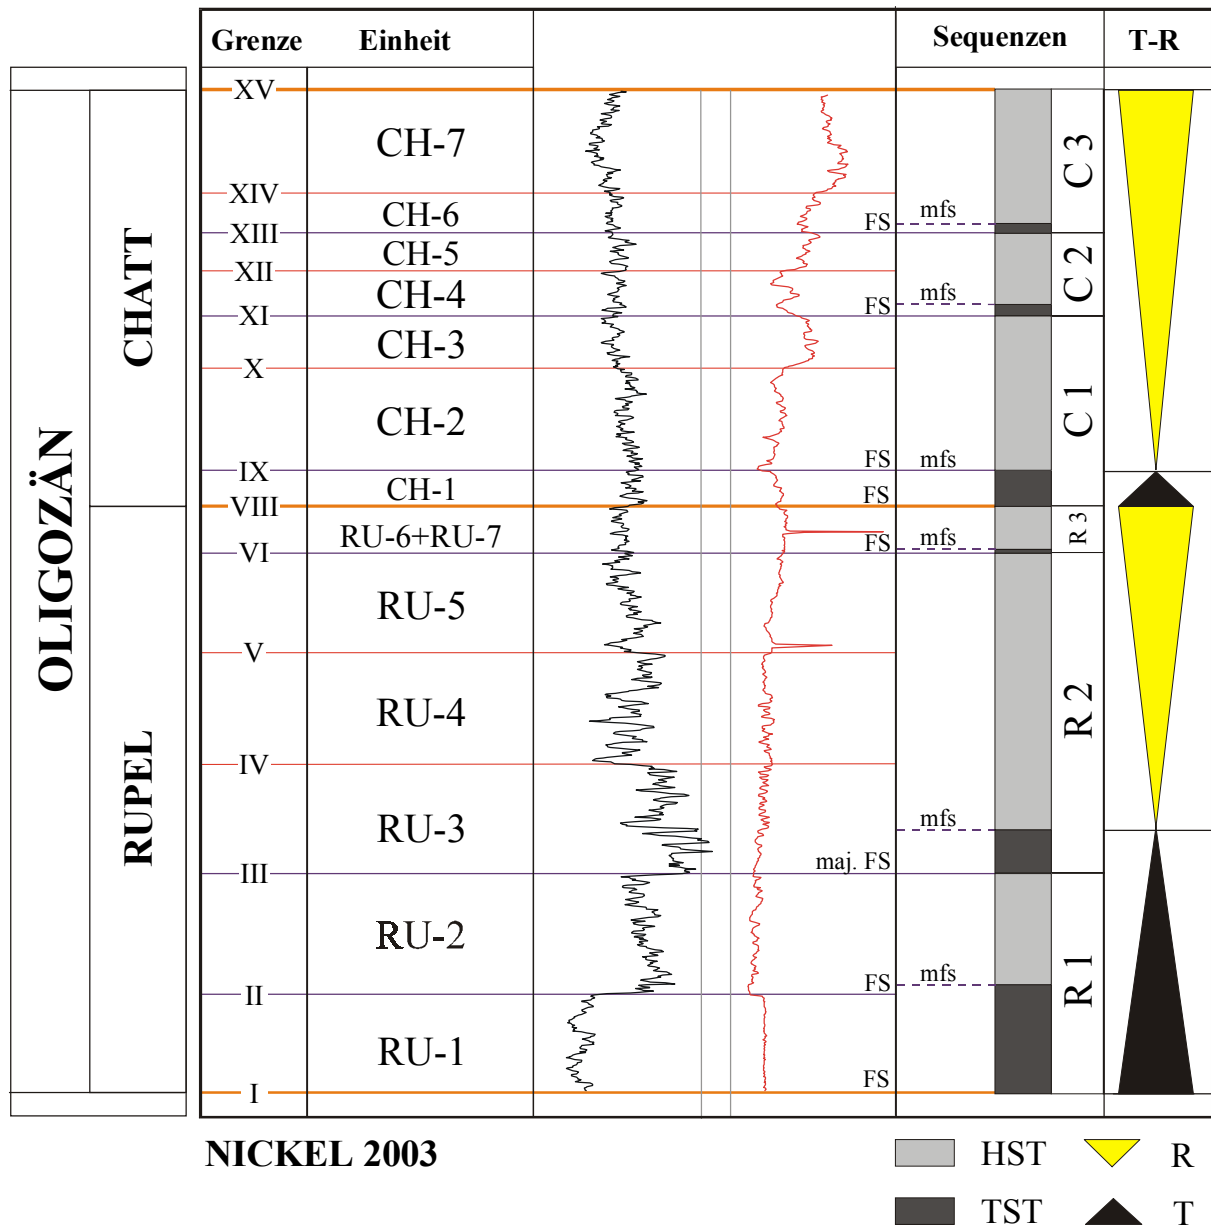 Grenze Einheit Sequenzen T-R
XV
CH-7
C 3
XIV
CH-6
FS mfs
XIII
CH-5
C 2
XII
CH-4
FS mfs
XI
CH-3
X
CH-2
C 1
IX
FS mfs
CH-1
FS
VIII
RU-6+RU-7
R 3
FS mfs
VI
RU-5
V
RU-4
R 2
IV
RU-3
mfs
maj. FS
III
RU-2
FS mfs
II
R 1
RU-1
FS
I
OLIGOZÄN
CHATT
RUPEL
NICKEL 2003
HST R
TST T